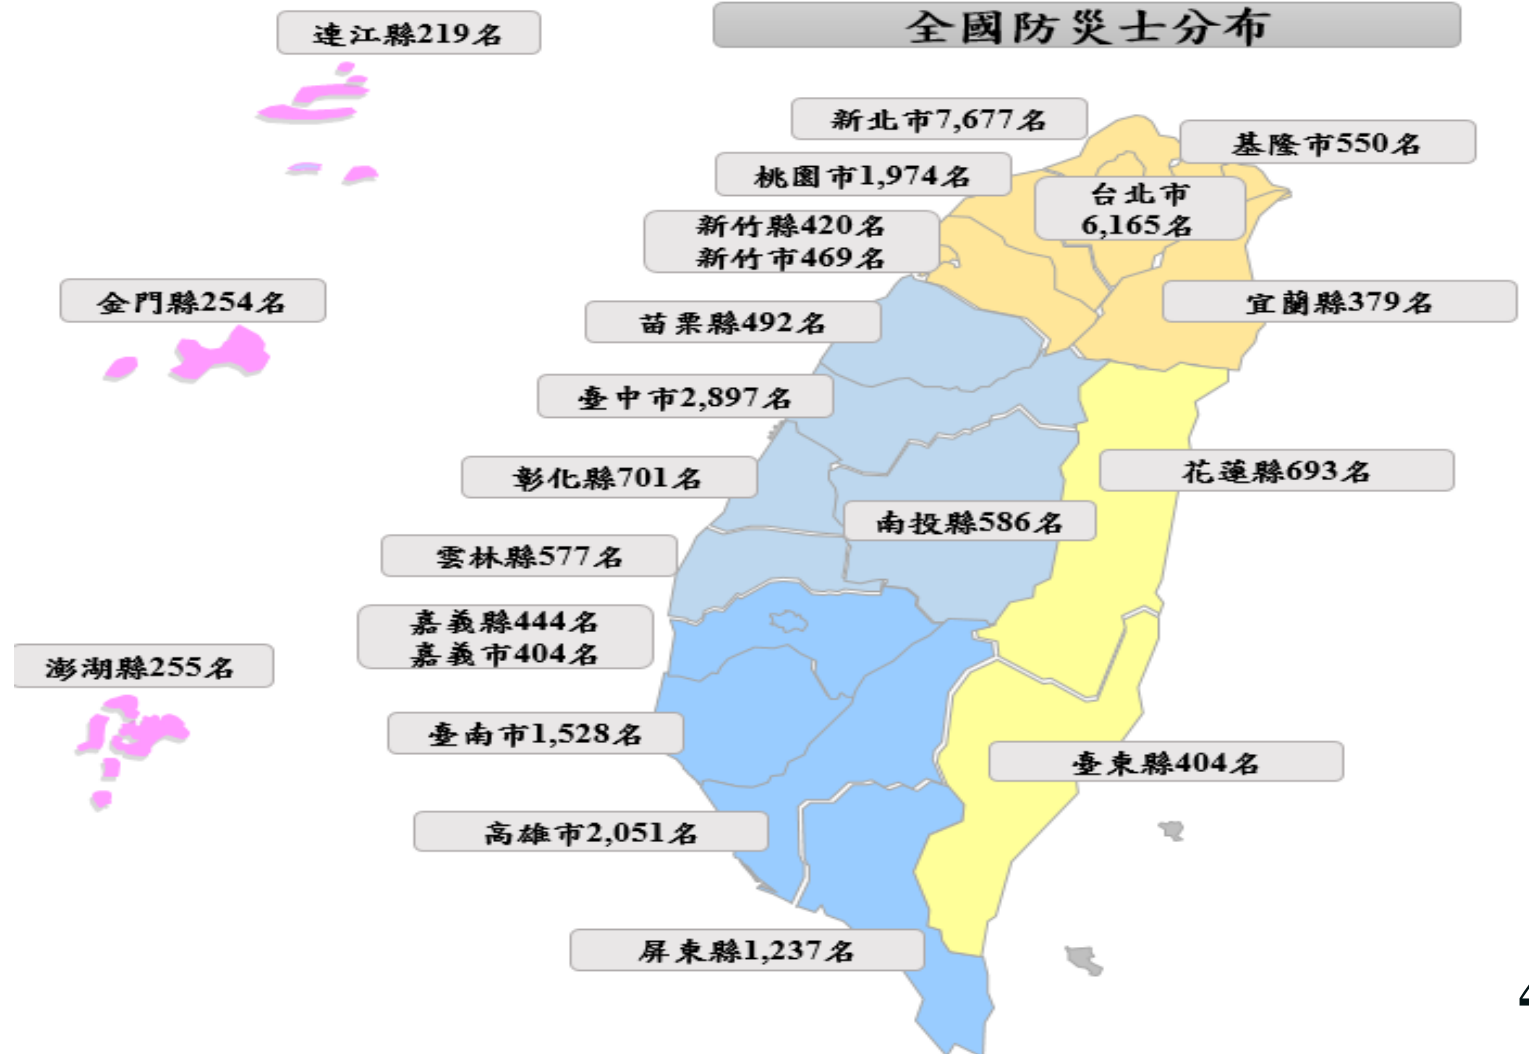 全國防災士分布
連江縣219名
新北市7,677名
基隆市550名
桃園市1,974名
台北市
6,165名
新竹縣420名
新竹市469名
金門縣254名
宜蘭縣379名
苗栗縣492名
臺中市2,897名
彰化縣701名
花蓮縣693名
南投縣586名
雲林縣577名
嘉義縣444名
嘉義市404名
澎湖縣255名
臺南市1,528名
臺東縣404名
高雄市2,051名
屏東縣1,237名